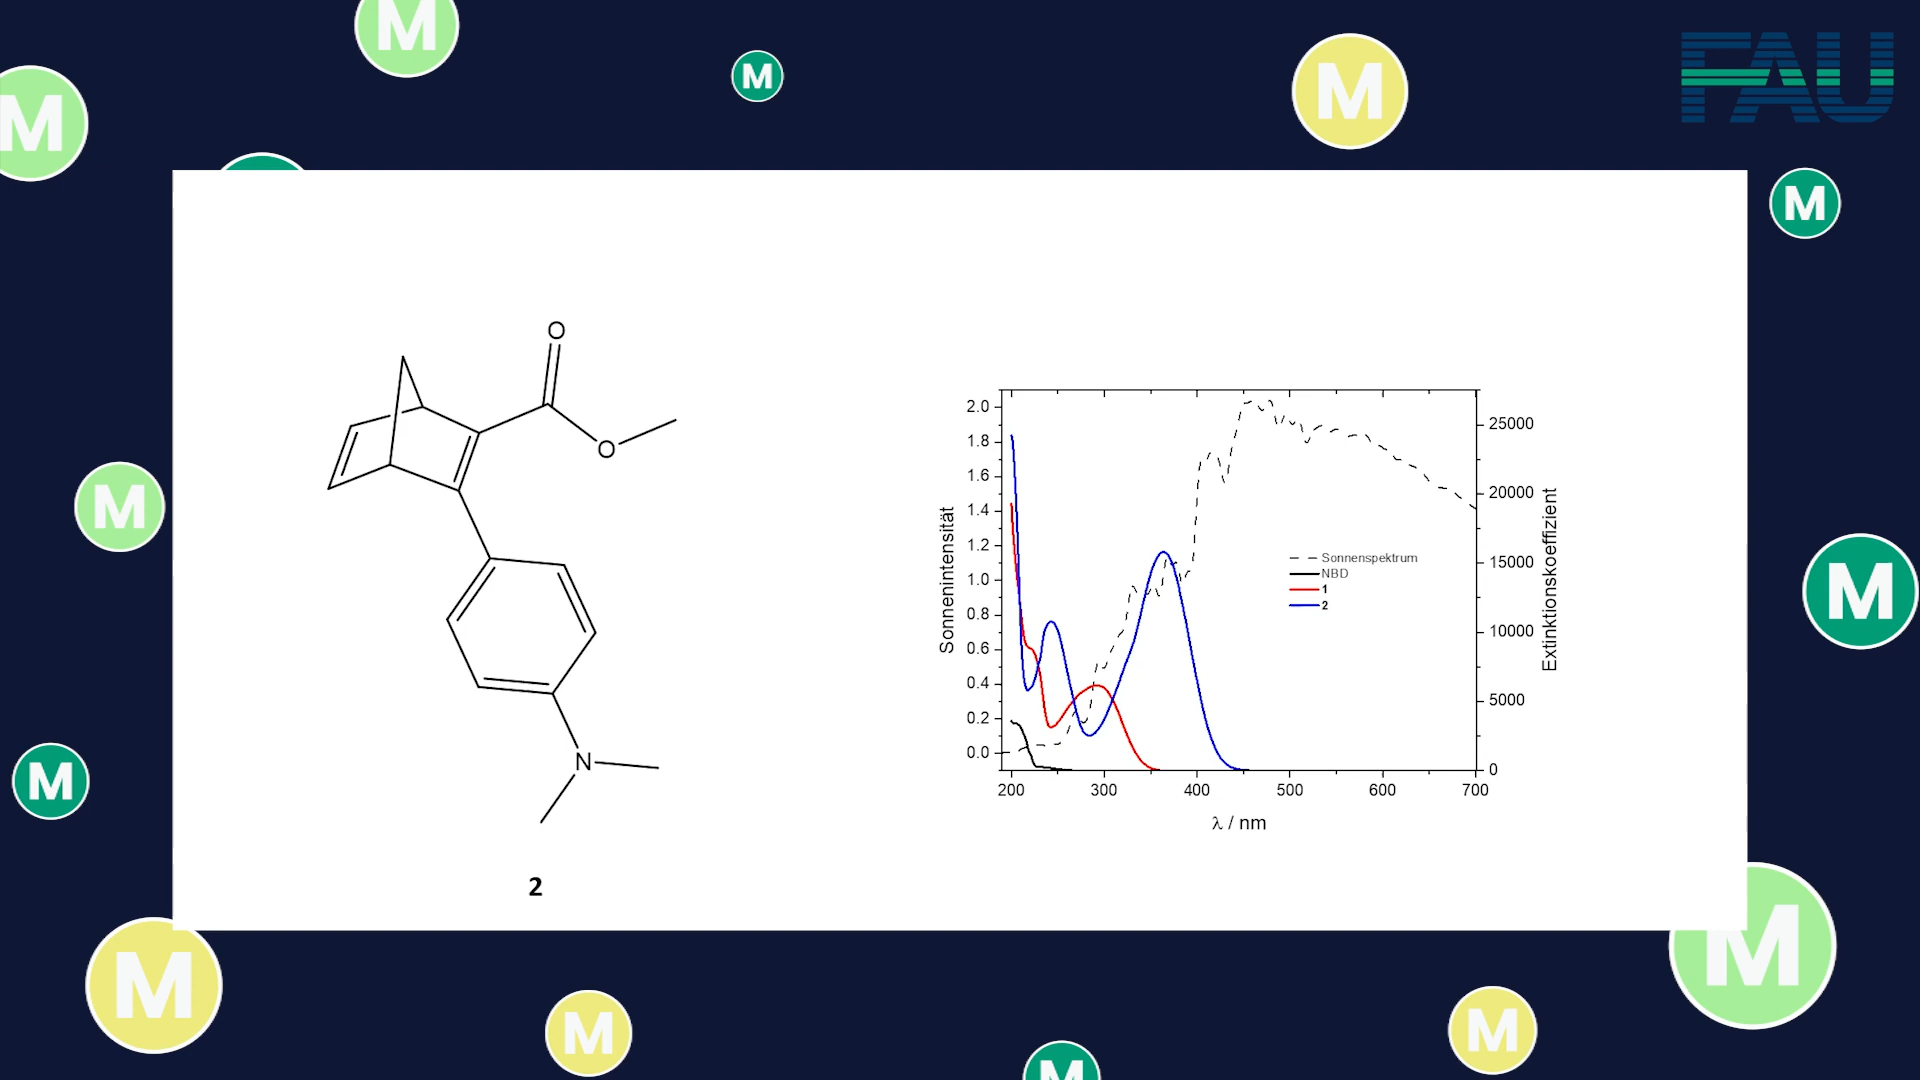 M
M
M
M
FAU
M
M
O
O
N
2
2.0
1.8
1.6
1.4
1.2
1.0
0.8
0.6
0.4
0.2
0.0
Sonnenintensität
200 300 400 500 600 700
λ / nm
Sonnenspektrum
NBD
1
2
25000
20000
15000
10000
5000
0
Extinktionskoeffizient
M
M
M
M
M
M
M
M